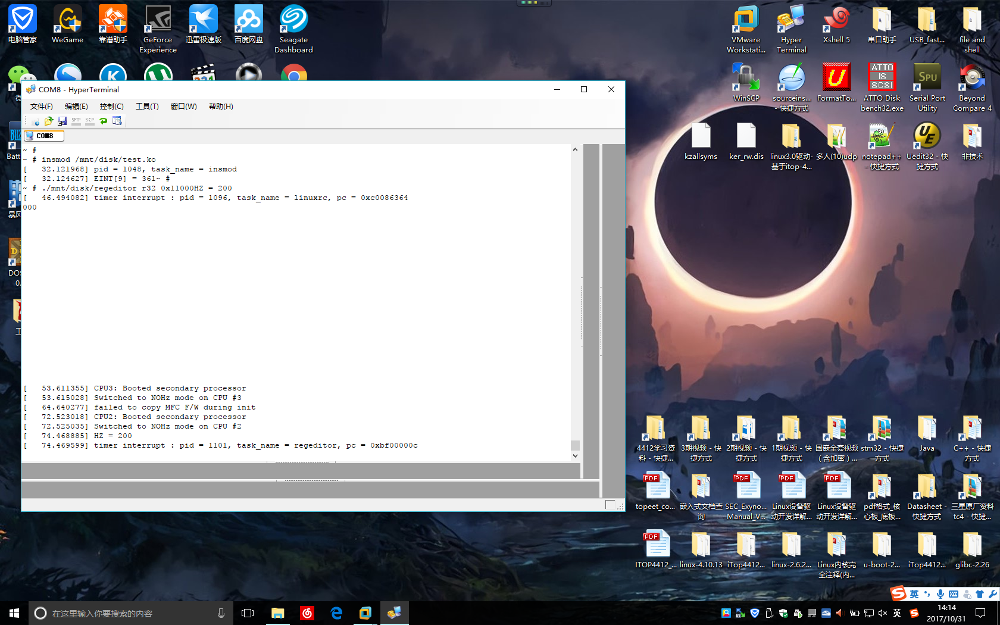 电脑管家
WeGame
靠谱助手
GeForce Experience
迅雷极速版
百度网盘
Seagate Dashboard
VMware Workstati...
Hyper Terminal
Xshell 5
串口助手
USB_fast...
file and shell
COM8 - HyperTerminal
文件(F) 编辑(E) 控制(C) 工具(T) 窗口(W) 帮助(H)
SFTP SCP
COM8
~ #
~ # insmod /mnt/disk/test.ko
[   32.121968] pid = 1048, task_name = insmod
[   32.124627] EINT[9] = 361~ #
~ # ./mnt/disk/regeditor r32 0x11000HZ = 200
[   46.494082] timer interrupt : pid = 1096, task_name = linuxrc, pc = 0xc0086364
000
[   53.611355] CPU3: Booted secondary processor
[   53.615028] Switched to NOHz mode on CPU #3
[   64.640277] failed to copy MFC F/W during init
[   72.523018] CPU2: Booted secondary processor
[   72.525035] Switched to NOHz mode on CPU #2
[   74.468885] HZ = 200
[   74.469599] timer interrupt : pid = 1101, task_name = regeditor, pc = 0xbf00000c
WinSCP
sourceins... - 快捷方式
FormatTo...
ATTO IS SCSI
ATTO Disk bench32.exe
SPU
Serial Port Utility
Beyond Compare 4
kzallsyms
ker_rw.dis
linux3.0驱动-基于itop-4...
多人(10)udp
notepad++ - 快捷方式
UE
Uedit32 - 快捷方式
非技术
4412学习资料 - 快捷...
3期视频 - 快捷方式
2期视频 - 快捷方式
1期视频 - 快捷方式
国嵌全套视频（含加密）...
stm32 - 快捷方式
Java
C++ - 快捷方式
PDF
topeet_co...
嵌入式文档查询
PDF
SEC_Exyno... Manual_V...
PDF
Linux设备驱动开发详解...
PDF
Linux设备驱动开发详解...
pdf格式_核心板_底板...
Datasheet - 快捷方式
三星原厂资料tc4 - 快捷...
PDF
ITOP4412_...
linux-4.10.13
iTop4412...
linux-2.6.2...
Linux内核完全注释(内...
u-boot-2...
iTop4412...
glibc-2.26
英
在这里输入你要搜索的内容
英
14:14
2017/10/31